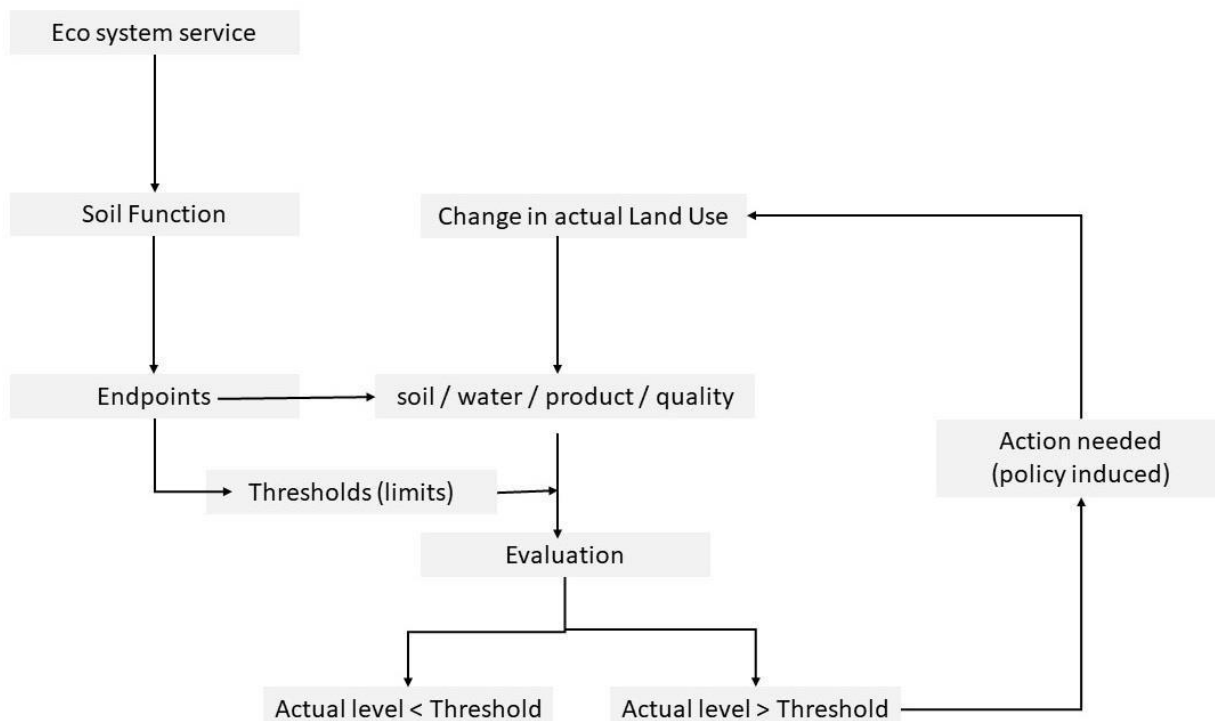 Eco system service
Soil Function
Change in actual Land Use
Endpoints
soil / water / product / quality
Action needed
(policy induced)
Thresholds (limits)
Evaluation
Actual level < Threshold
Actual level > Threshold